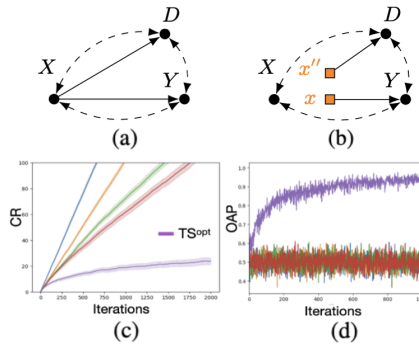 D
X
Y
(a)
D
X
x''
x
Y
(b)
CR
100
80
60
40
20
0
TSopt
0 250 500 750 1000 1250 1500 1750 2000
Iterations
(c)
OAP
1.0
0.9
0.8
0.7
0.6
0.5
0.4
0 200 400 600 800
Iterations
(d)